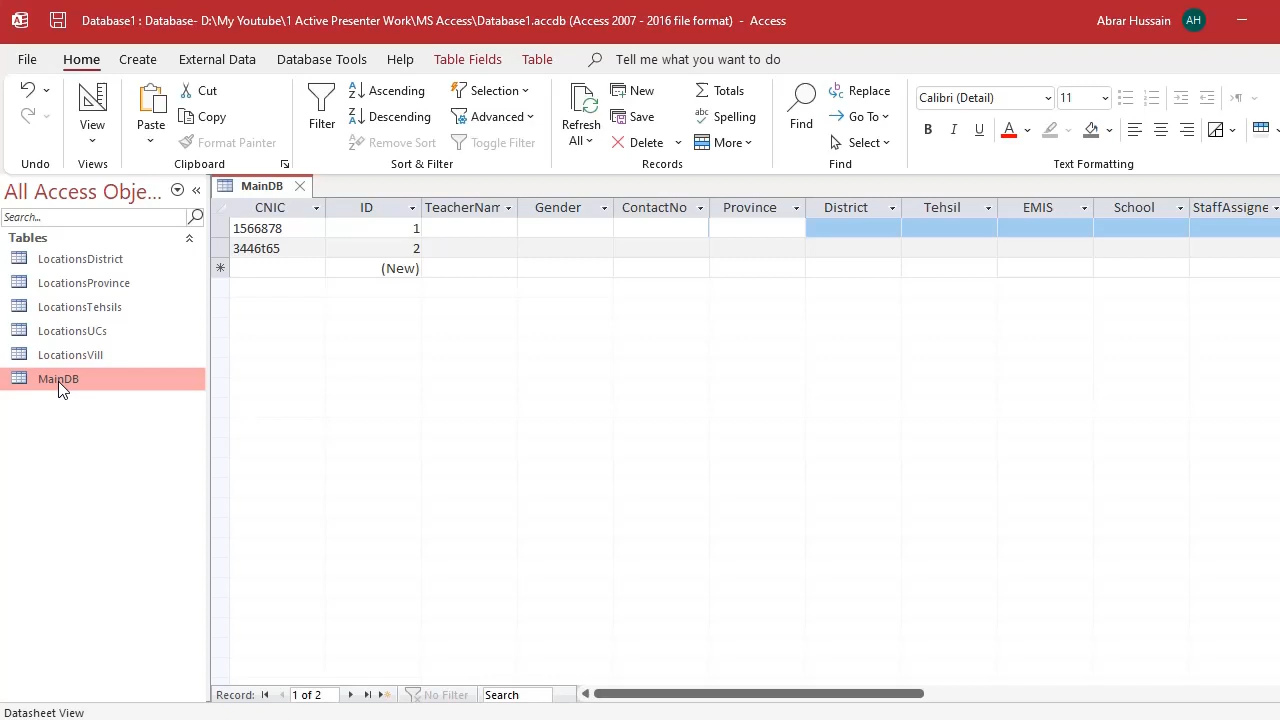 Database1 : Database- D:\My Youtube\1 Active Presenter Work\MS Access\Database1.accdb (Access 2007 - 2016 file format) - Access
Abrar Hussain AH
File Home Create External Data Database Tools Help Table Fields Table Tell me what you want to do
Undo
View
Views
Paste
Cut
Copy
Format Painter
Clipboard
Filter
Ascending
Descending
Remove Sort
Selection
Advanced
Toggle Filter
Sort & Filter
Refresh
All
New
Save
Delete
Totals
Spelling
More
Records
Find
Replace
Go To
Select
Find
Calibri (Detail) 11
B I U A
Text Formatting
All Access Obje...
Search...
Tables
LocationsDistrict
LocationsProvince
LocationsTehsils
LocationsUCs
LocationsVill
MainDB
MainDB
CNIC ID TeacherNam Gender ContactNo Province District Tehsil EMIS School StaffAssigne
1566878 1
3446t65 2
(New)
Record: 1 of 2 No Filter Search
Datasheet View